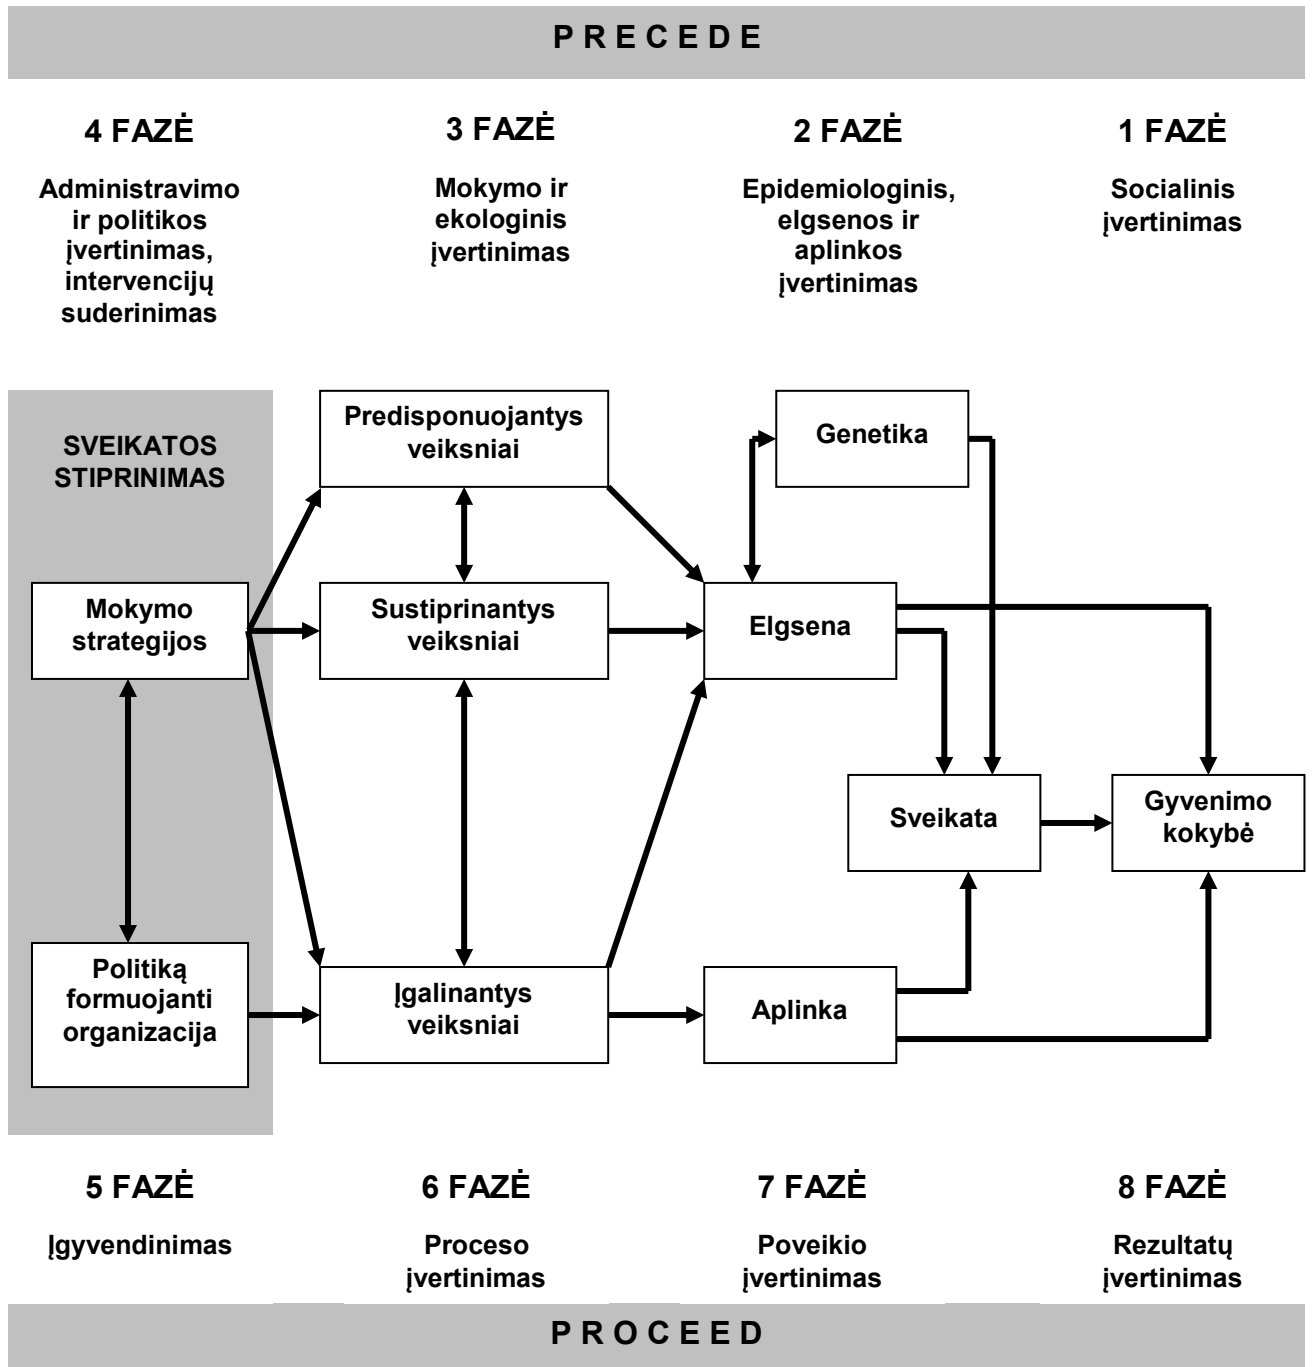 P R E C E D E
4 FAZĖ
Administravimo
ir politikos
įvertinimas,
intervencijų
suderinimas
3 FAZĖ
Mokymo ir
ekologinis
įvertinimas
2 FAZĖ
Epidemiologinis,
elgsenos ir
aplinkos
įvertinimas
1 FAZĖ
Socialinis
įvertinimas
SVEIKATOS
STIPRINIMAS
Predisponuojantys
veiksniai
Genetika
Mokymo
strategijos
Sustiprinantys
veiksniai
Elgsena
Sveikata
Gyvenimo
kokybė
Politiką
formuojanti
organizacija
Įgalinantys
veiksniai
Aplinka
5 FAZĖ
Įgyvendinimas
6 FAZĖ
Proceso
įvertinimas
7 FAZĖ
Poveikio
įvertinimas
8 FAZĖ
Rezultatų
įvertinimas
P R O C E E D